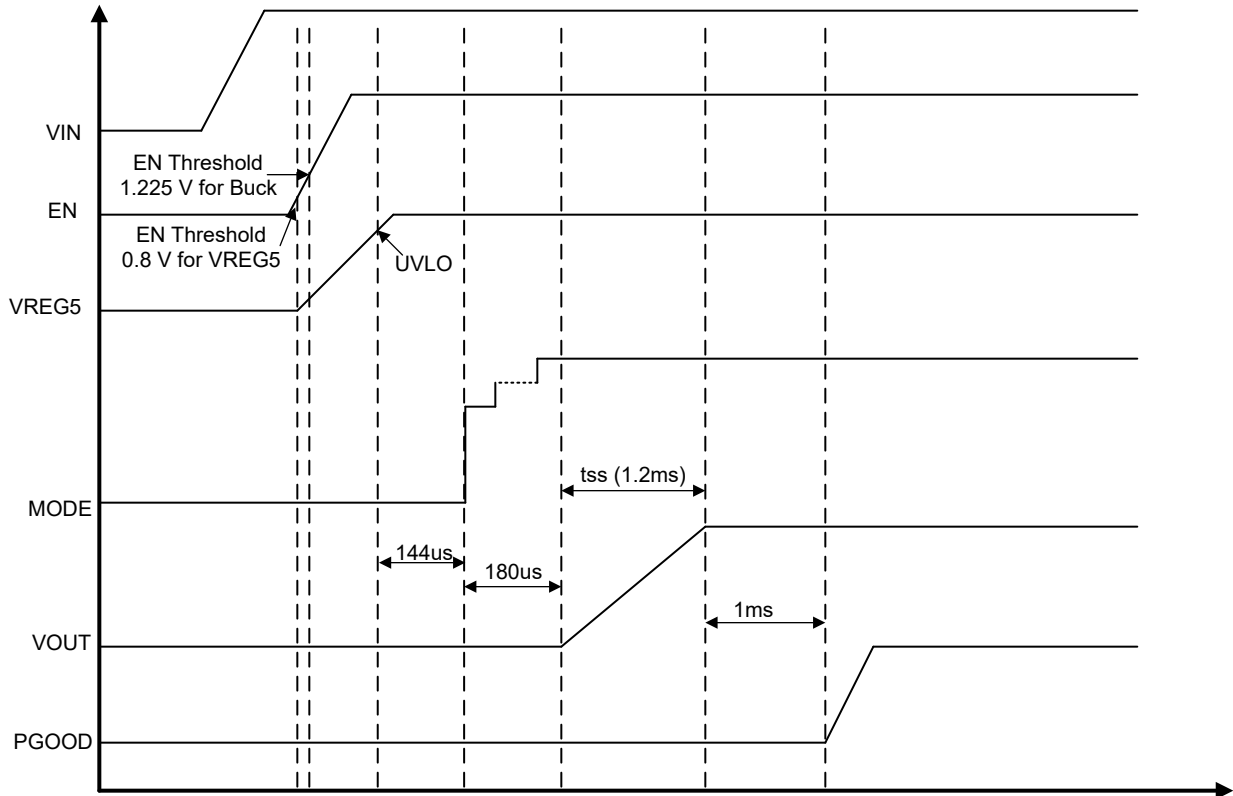 VIN
EN Threshold
1.225 V for Buck
EN
EN Threshold
0.8 V for VREG5
UVLO
VREG5
tss (1.2ms)
MODE
144us
180us
1ms
VOUT
PGOOD